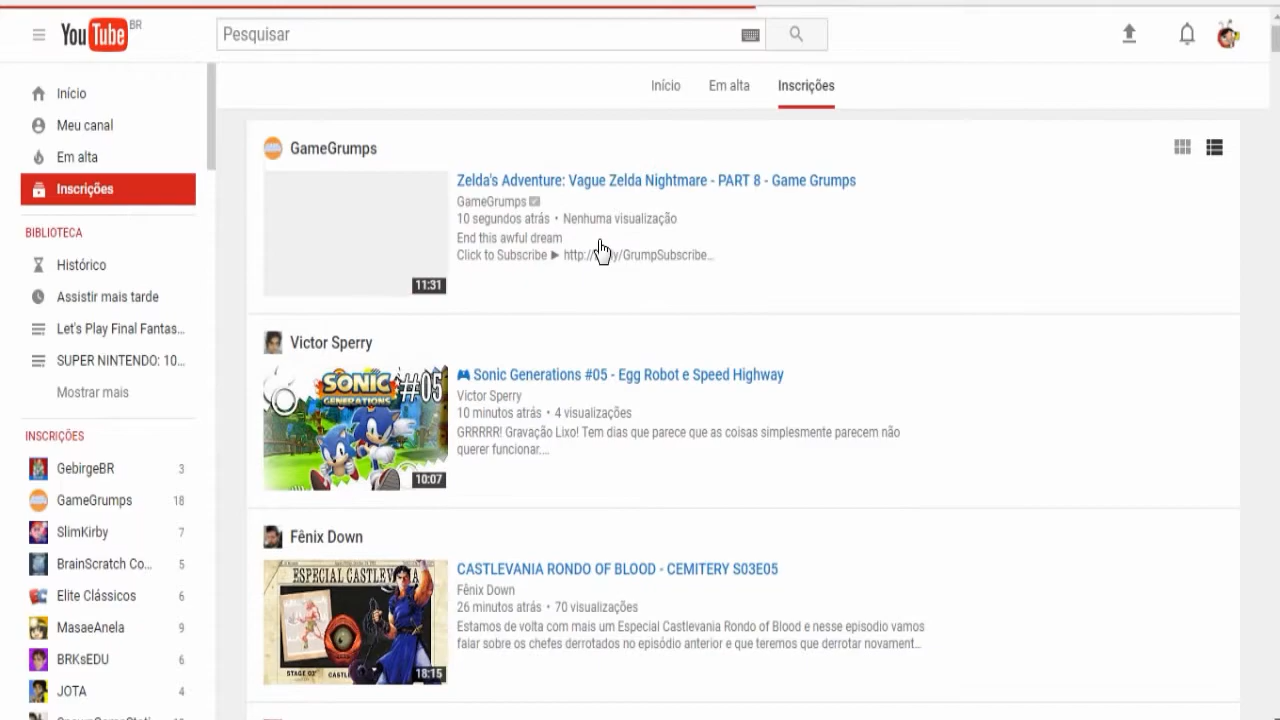 YouTube BR
Pesquisar
Início Em alta Inscrições
Início
Meu canal
Em alta
Inscrições
BIBLIOTECA
Histórico
Assistir mais tarde
Let's Play Final Fantas...
SUPER NINTENDO: 10...
Mostrar mais
INSCRIÇÕES
GebirgeBR 3
GameGrumps 18
SlimKirby 7
BrainScratch Co... 5
Elite Clássicos 6
MasaeAnela 9
BRKsEDU 6
JOTA 4
GameGrumps
Zelda's Adventure: Vague Zelda Nightmare - PART 8 - Game Grumps
GameGrumps
10 segundos atrás • Nenhuma visualização
End this awful dream
Click to Subscribe ► http://
y/GrumpSubscribe...
11:31
Victor Sperry
SONIC GENERATIONS #05
10:07
🎮 Sonic Generations #05 - Egg Robot e Speed Highway
Victor Sperry
10 minutos atrás • 4 visualizações
GRRRRR! Gravação Lixo! Tem dias que parece que as coisas simplesmente parecem não
querer funcionar....
Fênix Down
ESPECIAL CASTLEVANIA
18:15
CASTLEVANIA RONDO OF BLOOD - CEMITERY S03E05
Fênix Down
26 minutos atrás • 70 visualizações
Estamos de volta com mais um Especial Castlevania Rondo of Blood e nesse episodio vamos
falar sobre os chefes derrotados no episódio anterior e que teremos que derrotar novament...